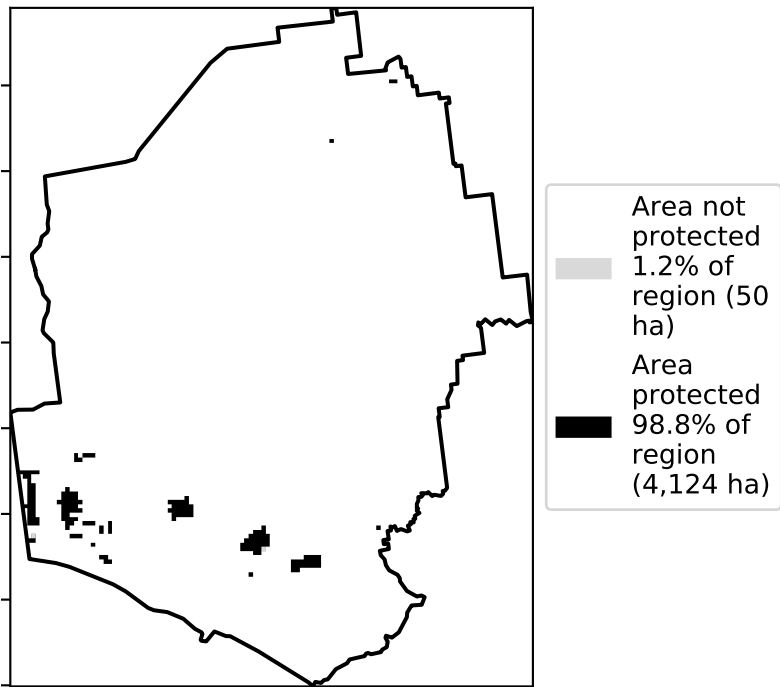 Area not
protected
1.2% of
region (50
ha)
Area
protected
98.8% of
region
(4,124 ha)